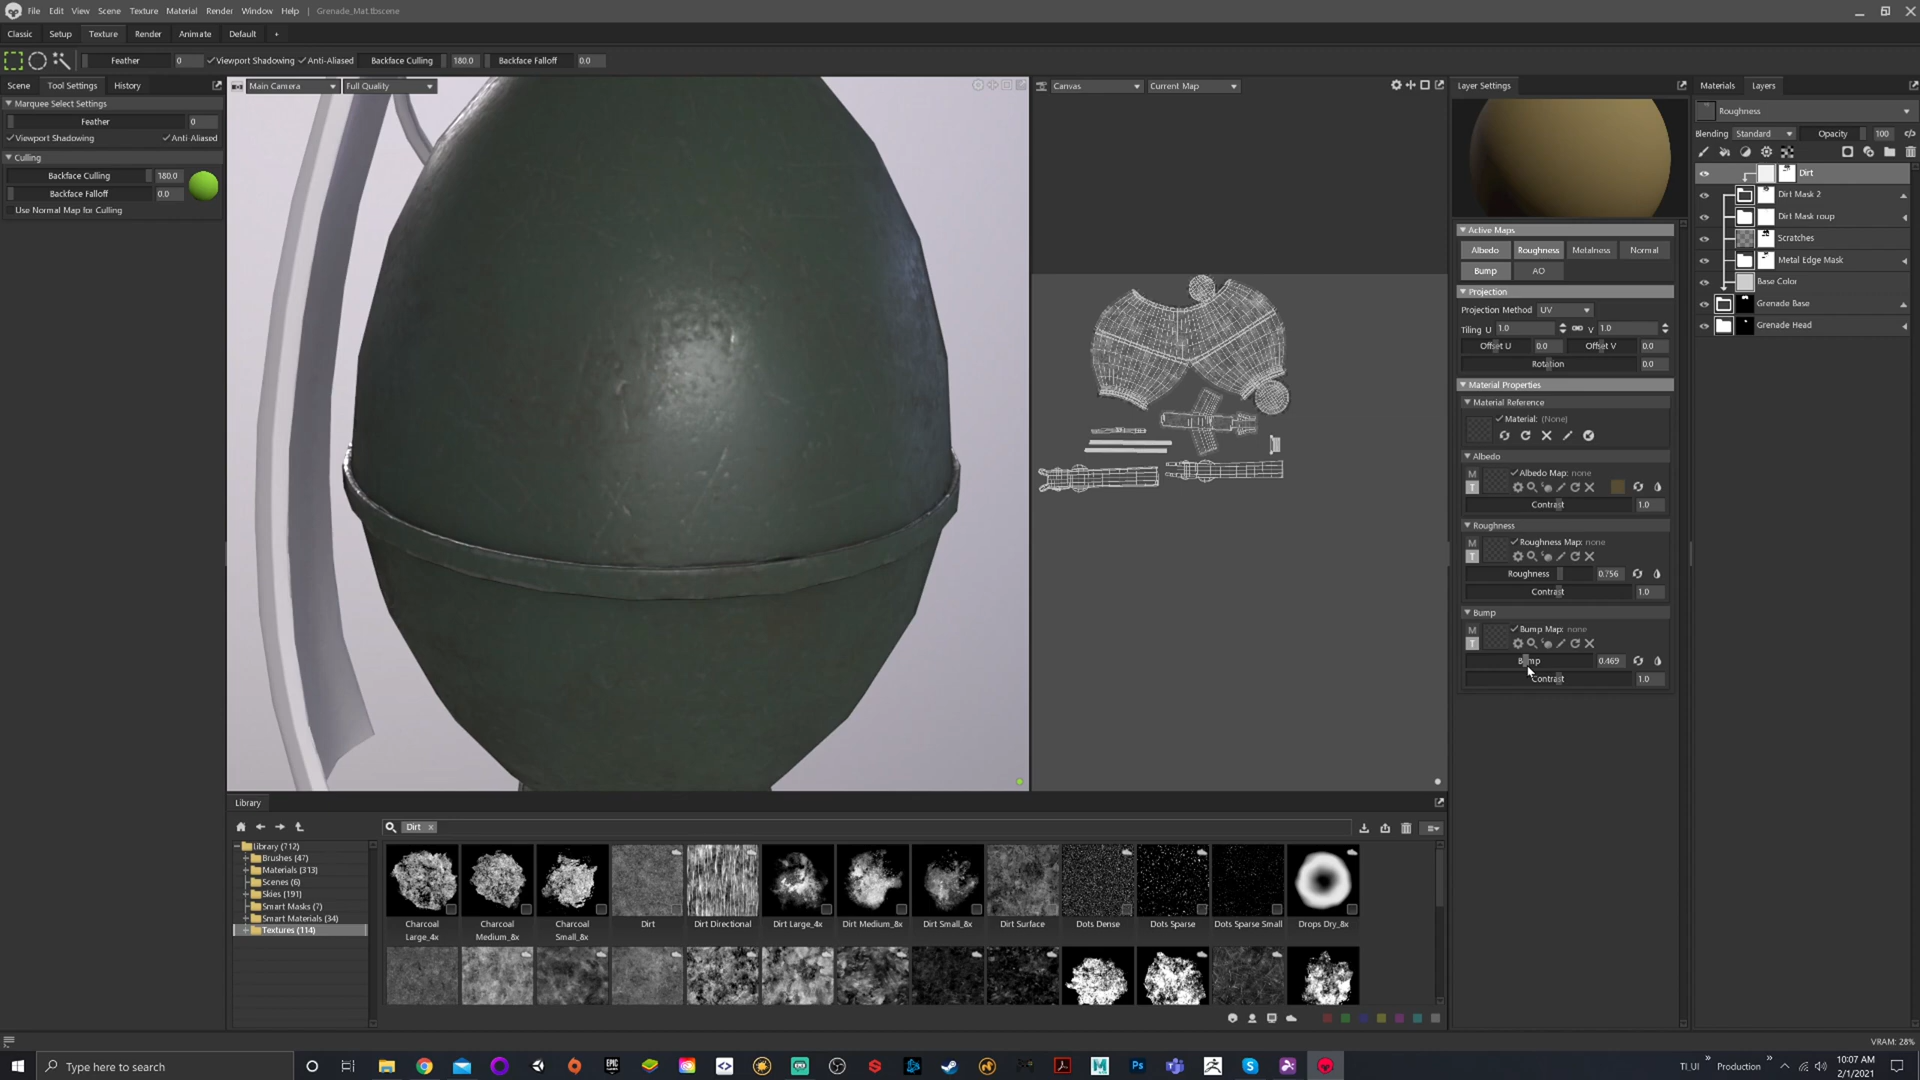 File Edit View Scene Texture Material Render Window Help Grenade_Mat.tbscene
Classic Setup Texture Render Animate Default +
Feather 0 Viewport Shadowing Anti-Aliased Backface Culling 180.0 Backface Falloff 0.0
Scene Tool Settings History
Marquee Select Settings
Feather 0
Viewport Shadowing Anti-Aliased
Culling
Backface Culling 180.0
Backface Falloff 0.0
Use Normal Map for Culling
Main Camera Full Quality
Canvas Current Map
Layer Settings
Active Maps
Albedo Roughness Metalness Normal
Bump AO
Projection
Projection Method UV
Tiling U 1.0 V 1.0
Offset U 0.0 Offset V 0.0
Rotation 0.0
Material Properties
Material Reference
Material: (None)
Albedo
M Albedo Map: none
T
Contrast 1.0
Roughness
M Roughness Map: none
T
Roughness 0.756
Contrast 1.0
Bump
M Bump Map: none
T
Bump 0.469
Contrast 1.0
Materials Layers
Roughness
Blending Standard Opacity 100
Dirt
Dirt Mask 2
Dirt Mask roup
Scratches
Metal Edge Mask
Base Color
Grenade Base
Grenade Head
Library
Dirt x
library (712)
Brushes (47)
Materials (313)
Scenes (6)
Skies (191)
Smart Masks (7)
Smart Materials (34)
Textures (114)
Charcoal Large_4x
Charcoal Medium_8x
Charcoal Small_8x
Dirt
Dirt Directional
Dirt Large_4x
Dirt Medium_8x
Dirt Small_8x
Dirt Surface
Dots Dense
Dots Sparse
Dots Sparse Small
Drops Dry_8x
VRAM: 28%
Type here to search
EPIC GAMES
M
Ps
TI_UI
Production
10:07 AM
2/1/2021